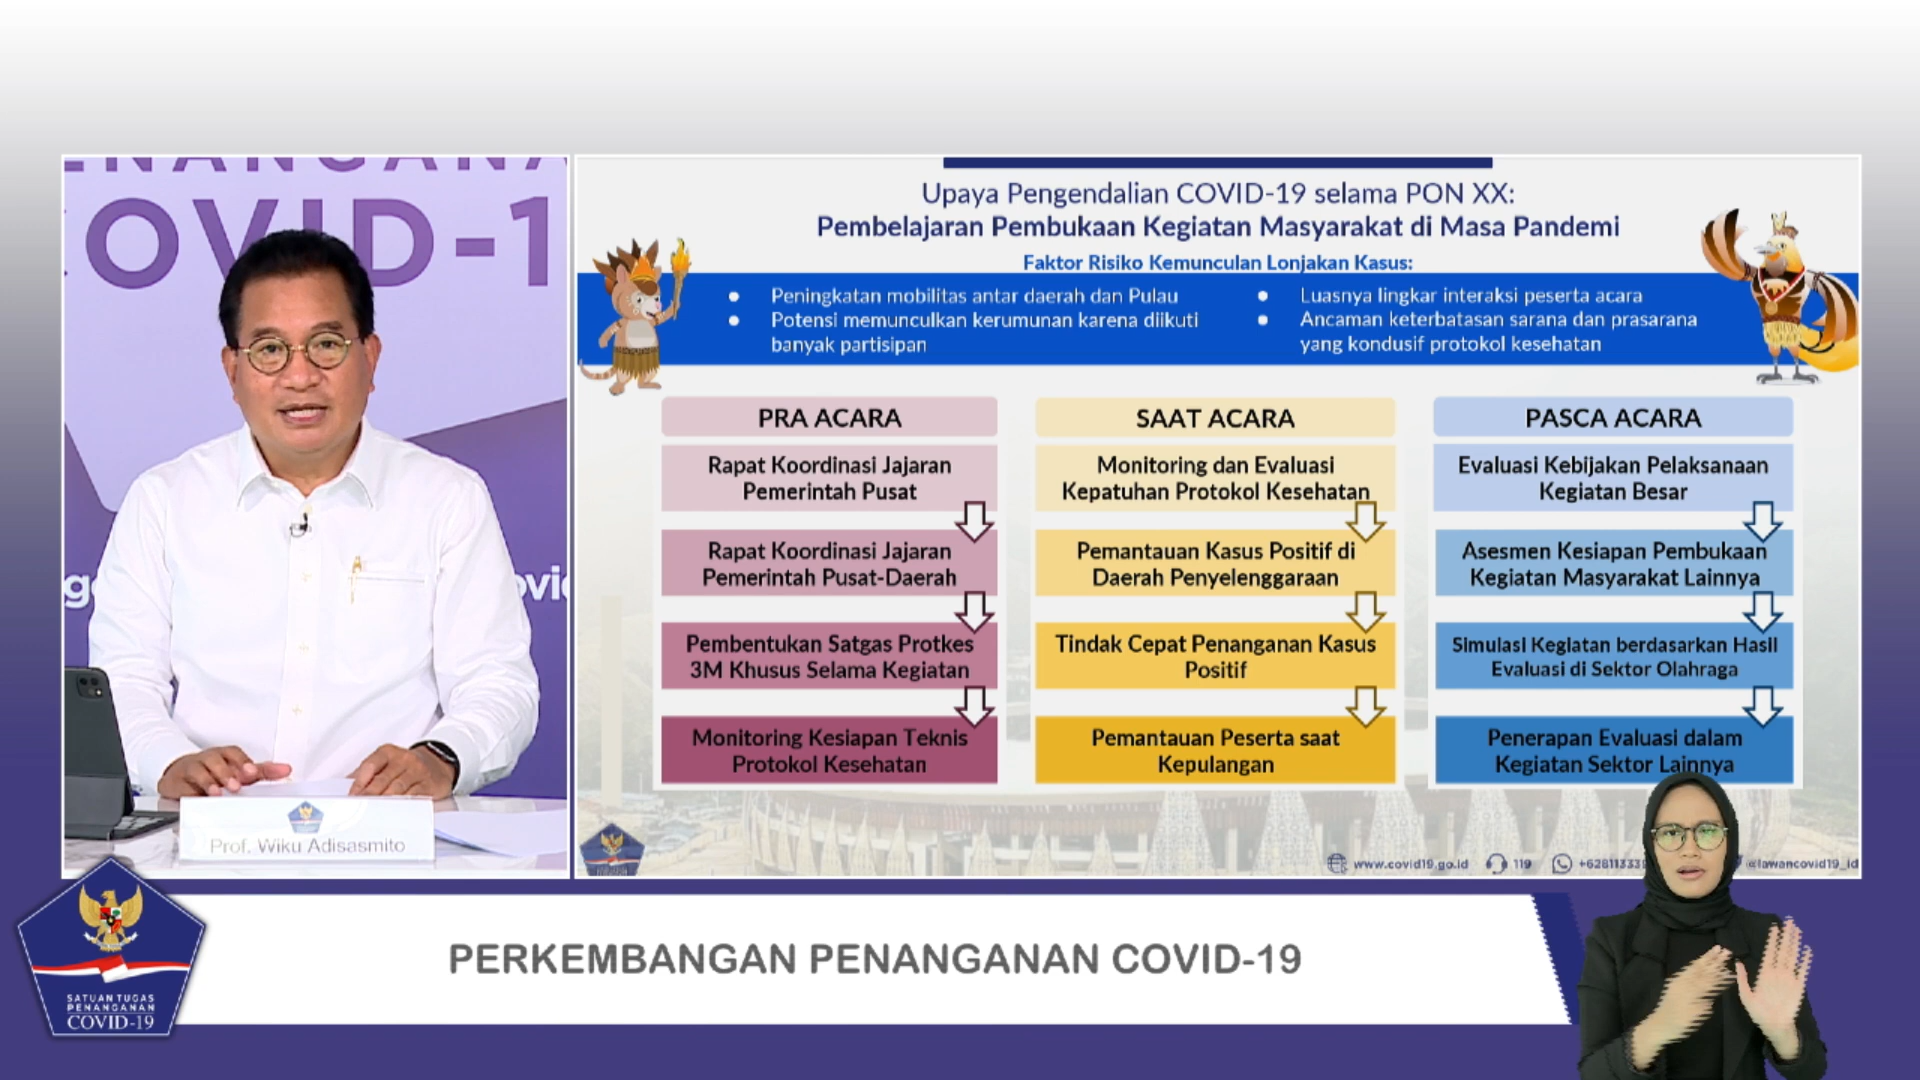 ENANGANA
OVID-1
Upaya Pengendalian COVID-19 selama PON XX:
Pembelajaran Pembukaan Kegiatan Masyarakat di Masa Pandemi
Faktor Risiko Kemunculan Lonjakan Kasus:
Peningkatan mobilitas antar daerah dan Pulau
Potensi memunculkan kerumunan karena diikuti
banyak partisipan
Luasnya lingkar interaksi peserta acara
Ancaman keterbatasan sarana dan prasarana
yang kondusif protokol kesehatan
PRA ACARA
Rapat Koordinasi Jajaran
Pemerintah Pusat
Rapat Koordinasi Jajaran
Pemerintah Pusat-Daerah
Pembentukan Satgas Protkes
3M Khusus Selama Kegiatan
Monitoring Kesiapan Teknis
Protokol Kesehatan
SAAT ACARA
Monitoring dan Evaluasi
Kepatuhan Protokol Kesehatan
Pemantauan Kasus Positif di
Daerah Penyelenggaraan
Tindak Cepat Penanganan Kasus
Positif
Pemantauan Peserta saat
Kepulangan
PASCA ACARA
Evaluasi Kebijakan Pelaksanaan
Kegiatan Besar
Asesmen Kesiapan Pembukaan
Kegiatan Masyarakat Lainnya
Simulasi Kegiatan berdasarkan Hasil
Evaluasi di Sektor Olahraga
Penerapan Evaluasi dalam
Kegiatan Sektor Lainnya
Prof. Wiku Adisasmito
www.covid19.go.id 119 +62811333 @lawancovid19_id
PERKEMBANGAN PENANGANAN COVID-19
SATUAN TUGAS
PENANGANAN
COVID-19